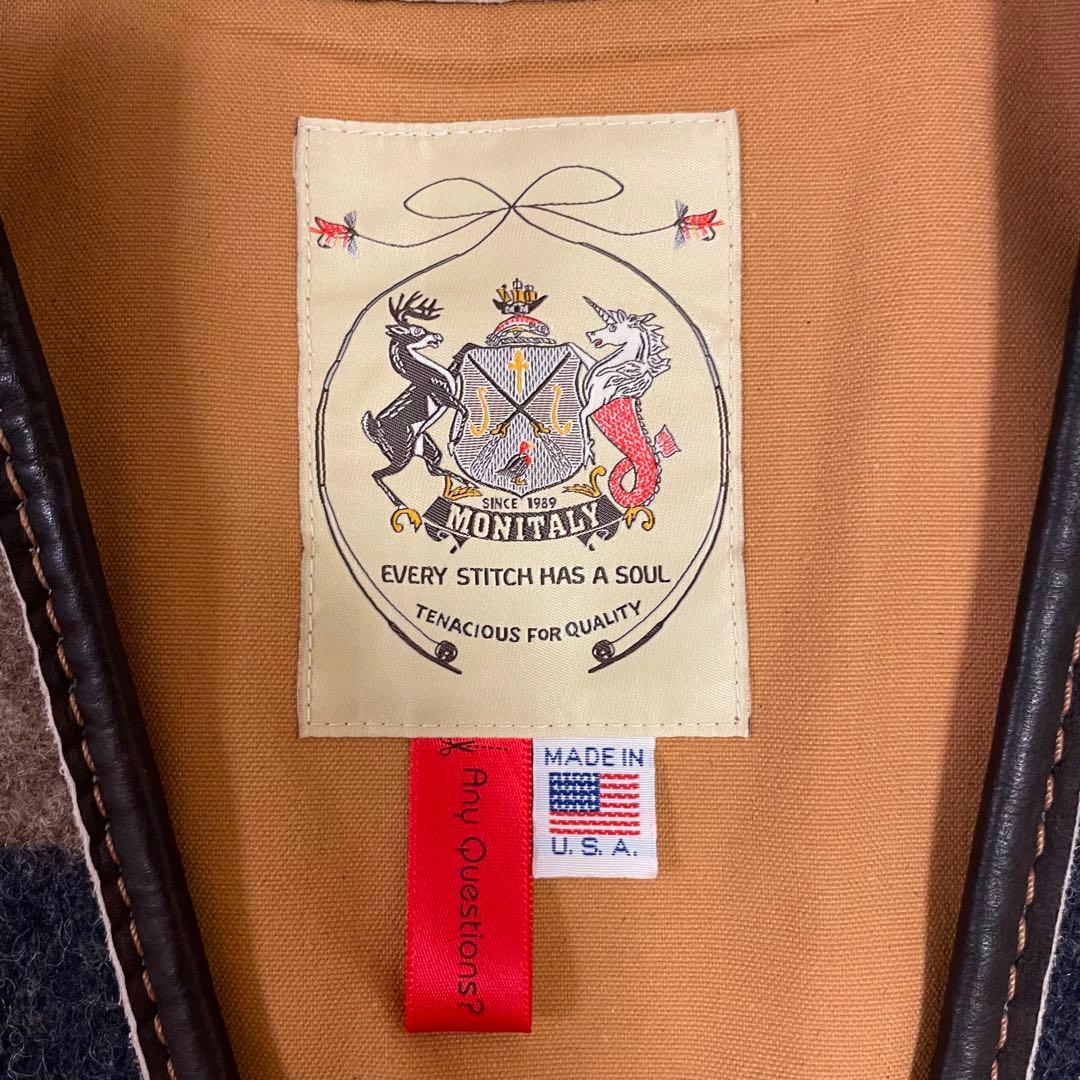 SINCE 1989
MONITALY
EVERY STITCH HAS A SOUL
TENACIOUS FOR QUALITY
Any Questions?
MADE IN
U.S.A.